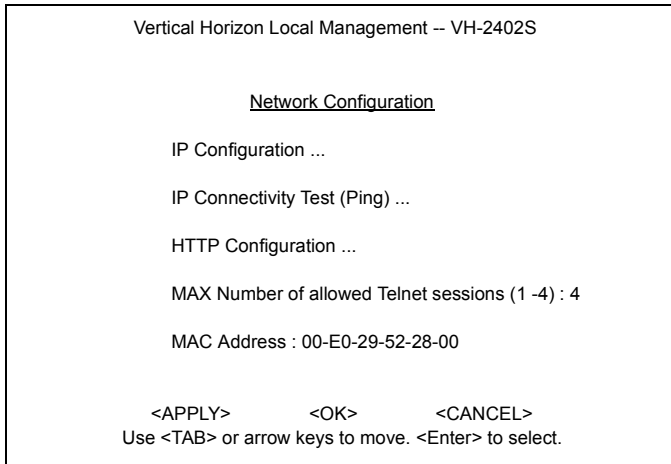 Vertical Horizon Local Management -- VH-2402S
Network Configuration
IP Configuration ...
IP Connectivity Test (Ping) ...
HTTP Configuration ...
MAX Number of allowed Telnet sessions (1 -4) : 4
MAC Address : 00-E0-29-52-28-00
<APPLY> <OK> <CANCEL>
Use <TAB> or arrow keys to move. <Enter> to select.